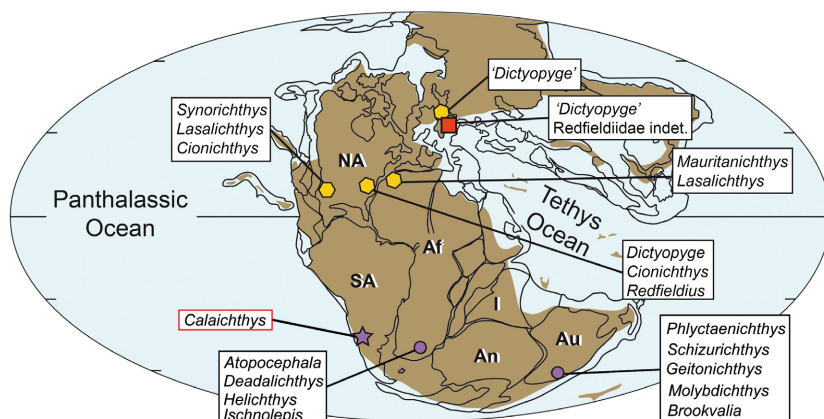 'Dictyopyge'
Synorichthys
Lasalichthys
Cionichthys
'Dictyopyge'
Redfieldiidae indet.
NA
Mauritanichthys
Lasalichthys
Panthalassic
Ocean
Tethys
Ocean
Af
Dictyopyge
Cionichthys
Redfieldius
SA
I
Calaichthys
An
Au
Phlyctaenichthys
Schizurichthys
Geitonichthys
Molybdichthys
Brookvalia
Atopocephala
Deadalichthys
Helichthys
Ischnolepis